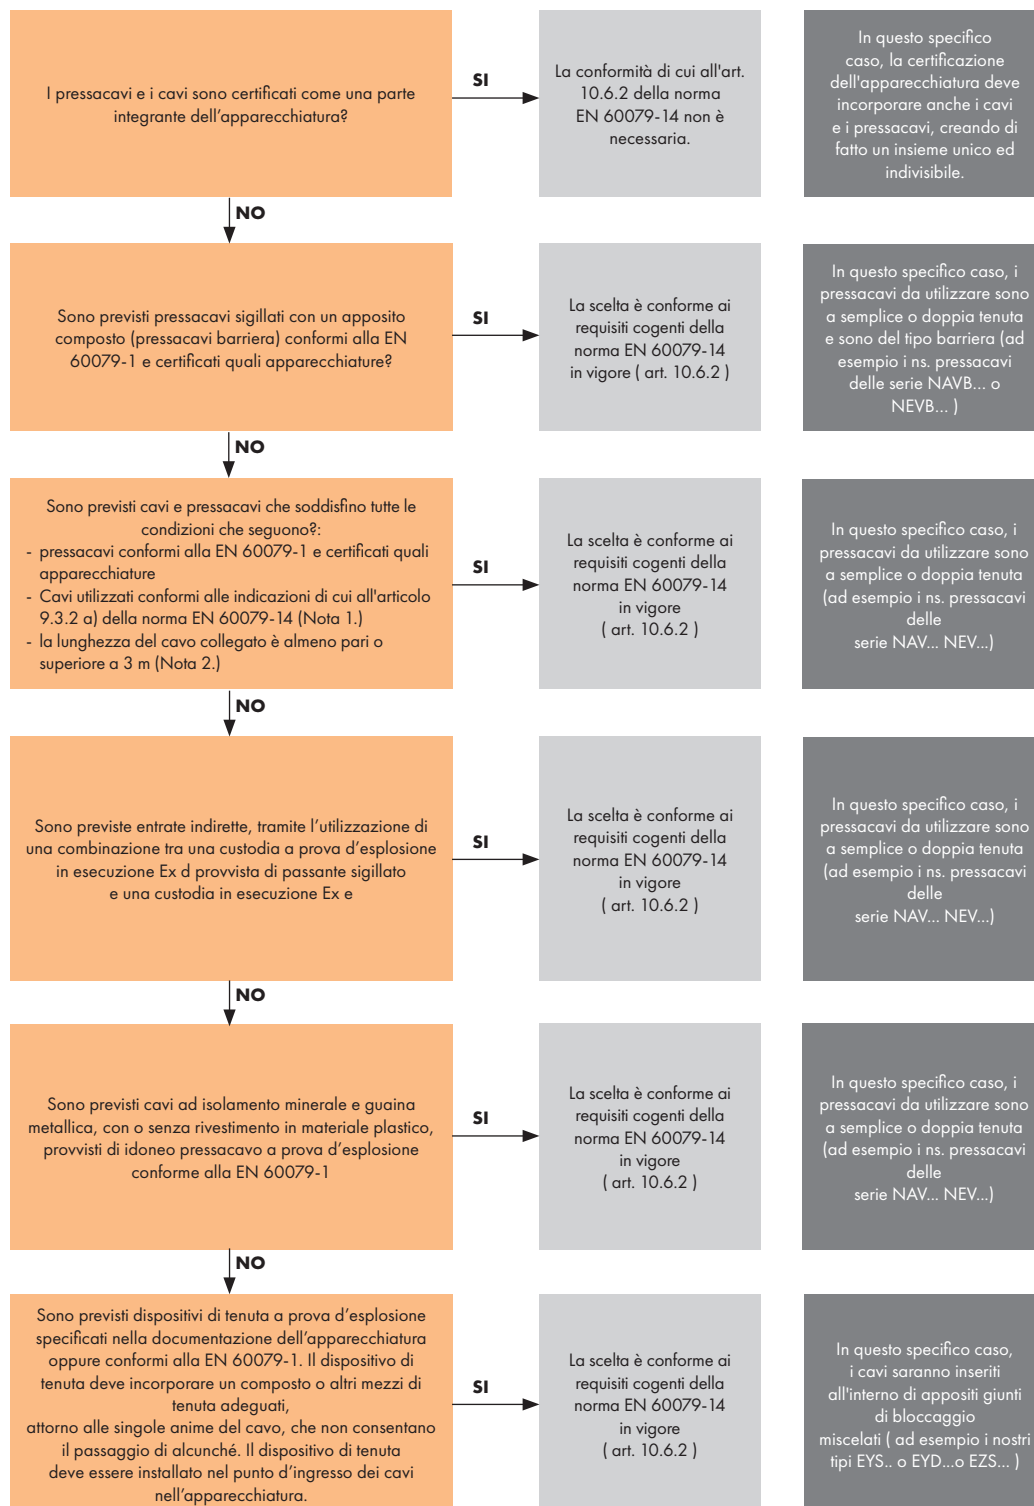 I pressacavi e i cavi sono certificati come una parte
integrante dell'apparecchiatura?
SI
La conformità di cui all'art.
10.6.2 della norma
EN 60079-14 non è
necessaria.
In questo specifico
caso, la certificazione
dell'apparecchiatura deve
incorporare anche i cavi
e i pressacavi, creando di
fatto un insieme unico ed
indivisibile.
NO
Sono previsti pressacavi sigillati con un apposito
composto (pressacavi barriera) conformi alla EN
60079-1 e certificati quali apparecchiature?
SI
La scelta è conforme ai
requisiti cogenti della
norma EN 60079-14
in vigore ( art. 10.6.2 )
In questo specifico caso, i
pressacavi da utilizzare sono
a semplice o doppia tenuta
e sono del tipo barriera (ad
esempio i ns. pressacavi
delle serie NAVB... o
NEVB... )
NO
Sono previsti cavi e pressacavi che soddisfino tutte le
condizioni che seguono?:
- pressacavi conformi alla EN 60079-1 e certificati quali
apparecchiature
- Cavi utilizzati conformi alle indicazioni di cui all'articolo
9.3.2 a) della norma EN 60079-14 (Nota 1.)
- la lunghezza del cavo collegato è almeno pari o
superiore a 3 m (Nota 2.)
SI
La scelta è conforme ai
requisiti cogenti della
norma EN 60079-14
in vigore
( art. 10.6.2 )
In questo specifico caso, i
pressacavi da utilizzare sono
a semplice o doppia tenuta
(ad esempio i ns. pressacavi
delle
serie NAV... NEV...)
NO
Sono previste entrate indirette, tramite l'utilizzazione di
una combinazione tra una custodia a prova d'esplosione
in esecuzione Ex d provvista di passante sigillato
e una custodia in esecuzione Ex e
SI
La scelta è conforme ai
requisiti cogenti della
norma EN 60079-14
in vigore
( art. 10.6.2 )
In questo specifico caso, i
pressacavi da utilizzare sono
a semplice o doppia tenuta
(ad esempio i ns. pressacavi
delle
serie NAV... NEV...)
NO
Sono previsti cavi ad isolamento minerale e guaina
metallica, con o senza rivestimento in materiale plastico,
provvisti di idoneo pressacavo a prova d'esplosione
conforme alla EN 60079-1
SI
La scelta è conforme ai
requisiti cogenti della
norma EN 60079-14
in vigore
( art. 10.6.2 )
In questo specifico caso, i
pressacavi da utilizzare sono
a semplice o doppia tenuta
(ad esempio i ns. pressacavi
delle
serie NAV... NEV...)
NO
Sono previsti dispositivi di tenuta a prova d'esplosione
specificati nella documentazione dell'apparecchiatura
oppure conformi alla EN 60079-1. Il dispositivo di
tenuta deve incorporare un composto o altri mezzi di
tenuta adeguati,
attorno alle singole anime del cavo, che non consentano
il passaggio di alcunché. Il dispositivo di tenuta
deve essere installato nel punto d'ingresso dei cavi
nell'apparecchiatura.
SI
La scelta è conforme ai
requisiti cogenti della
norma EN 60079-14
in vigore
( art. 10.6.2 )
In questo specifico caso,
i cavi saranno inseriti
all'interno di appositi giunti
di bloccaggio
miscelati ( ad esempio i nostri
tipi EYS.. o EYD...o EZS... )